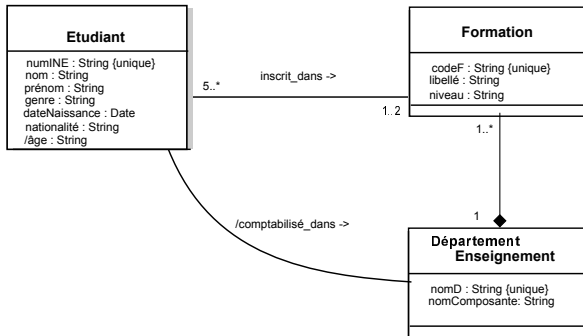 Etudiant
numINE : String {unique}
nom : String
prénom : String
genre : String
dateNaissance : Date
nationalité : String
/âge : String
5..*
inscrit_dans ->
1..2
Formation
codeF : String {unique}
libellé : String
niveau : String
1..*
1
/comptabilisé_dans ->
Département
Enseignement
nomD : String {unique}
nomComposante: String